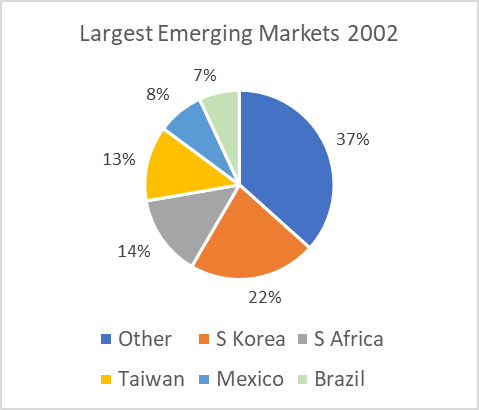 Largest Emerging Markets 2002
7%
8%
37%
13%
14%
22%
Other S Korea S Africa
Taiwan Mexico Brazil